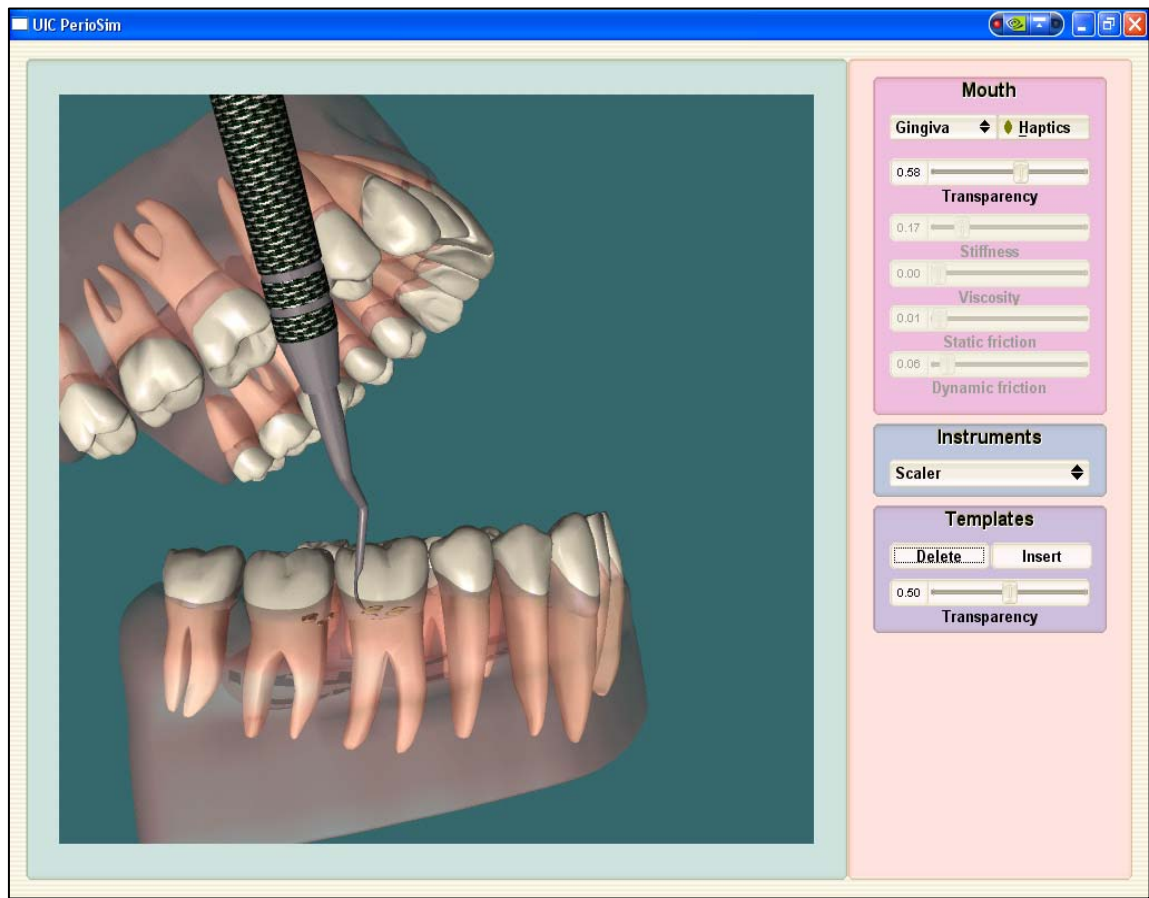 UIC PerioSim
Mouth
Gingiva Haptics
0.58
Transparency
0.17
Stiffness
0.00
Viscosity
0.01
Static friction
0.06
Dynamic friction
Instruments
Scaler
Templates
Delete Insert
0.50
Transparency